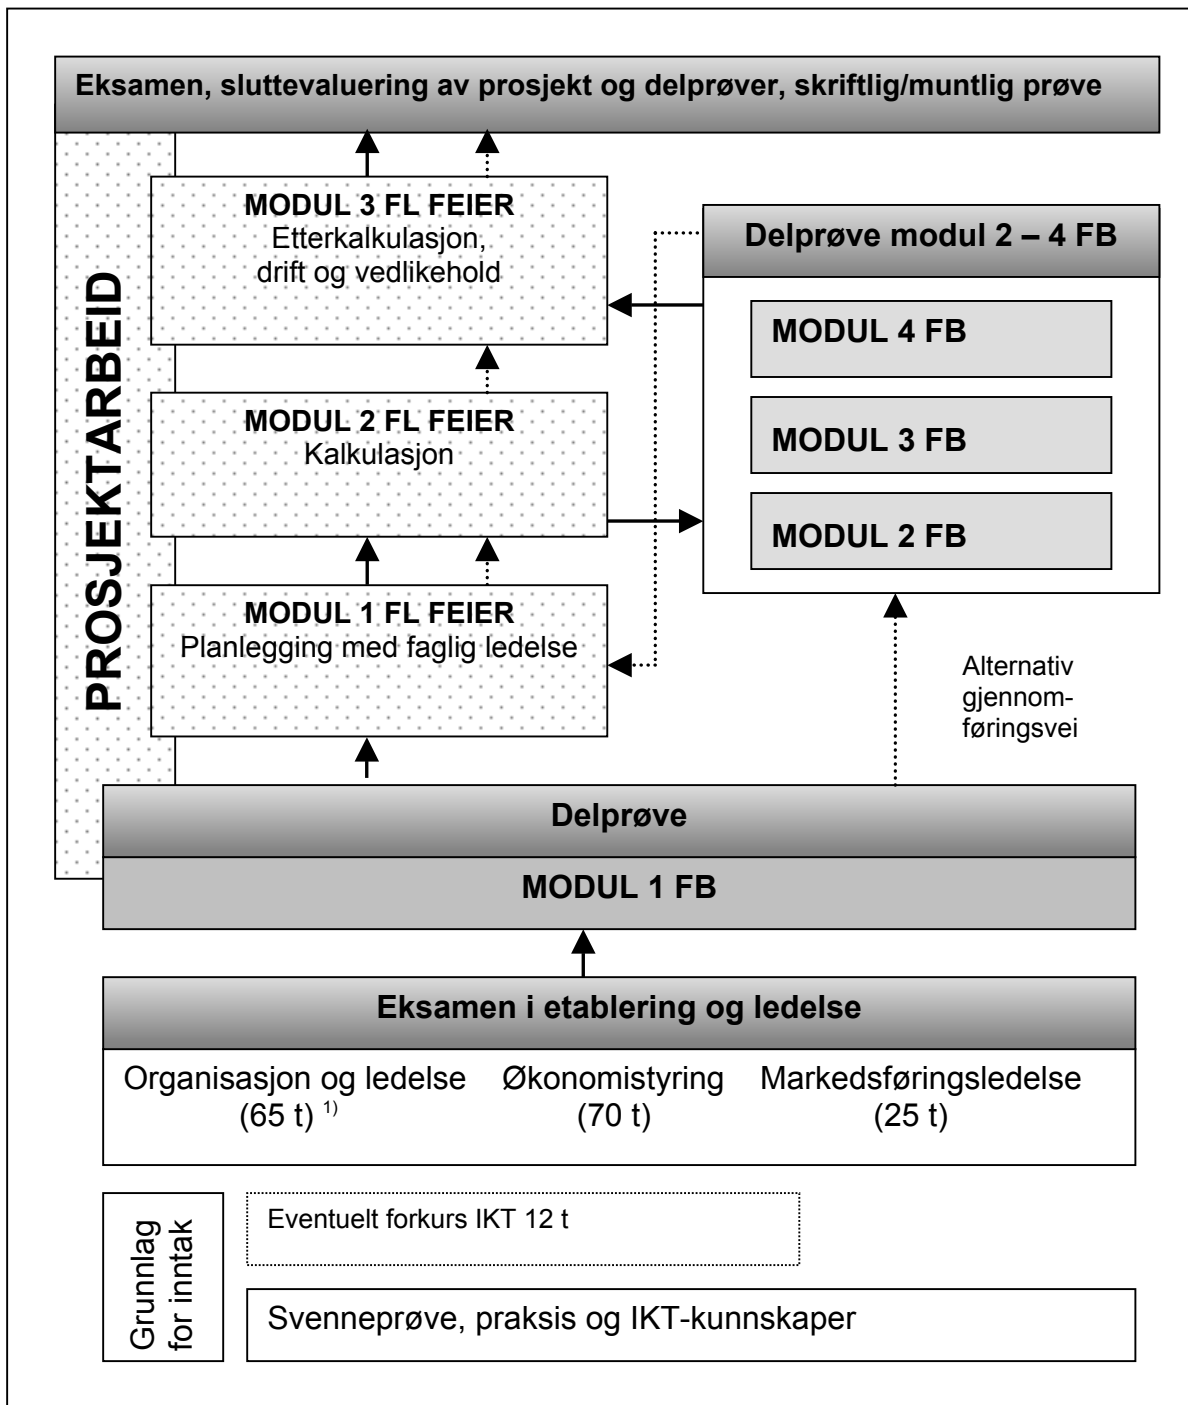 Eksamen, sluttevaluering av prosjekt og delprøver, skriftlig/muntlig prøve
PROSJEKTARBEID
MODUL 3 FL FEIER
Etterkalkulasjon,
drift og vedlikehold
MODUL 2 FL FEIER
Kalkulasjon
MODUL 1 FL FEIER
Planlegging med faglig ledelse
Delprøve modul 2 – 4 FB
MODUL 4 FB
MODUL 3 FB
MODUL 2 FB
Alternativ
gjennom-
føringsvei
Delprøve
MODUL 1 FB
Eksamen i etablering og ledelse
Organisasjon og ledelse
(65 t) 1)
Økonomistyring
(70 t)
Markedsføringsledelse
(25 t)
Grunnlag
for inntak
Eventuelt forkurs IKT 12 t
Svenneprøve, praksis og IKT-kunnskaper